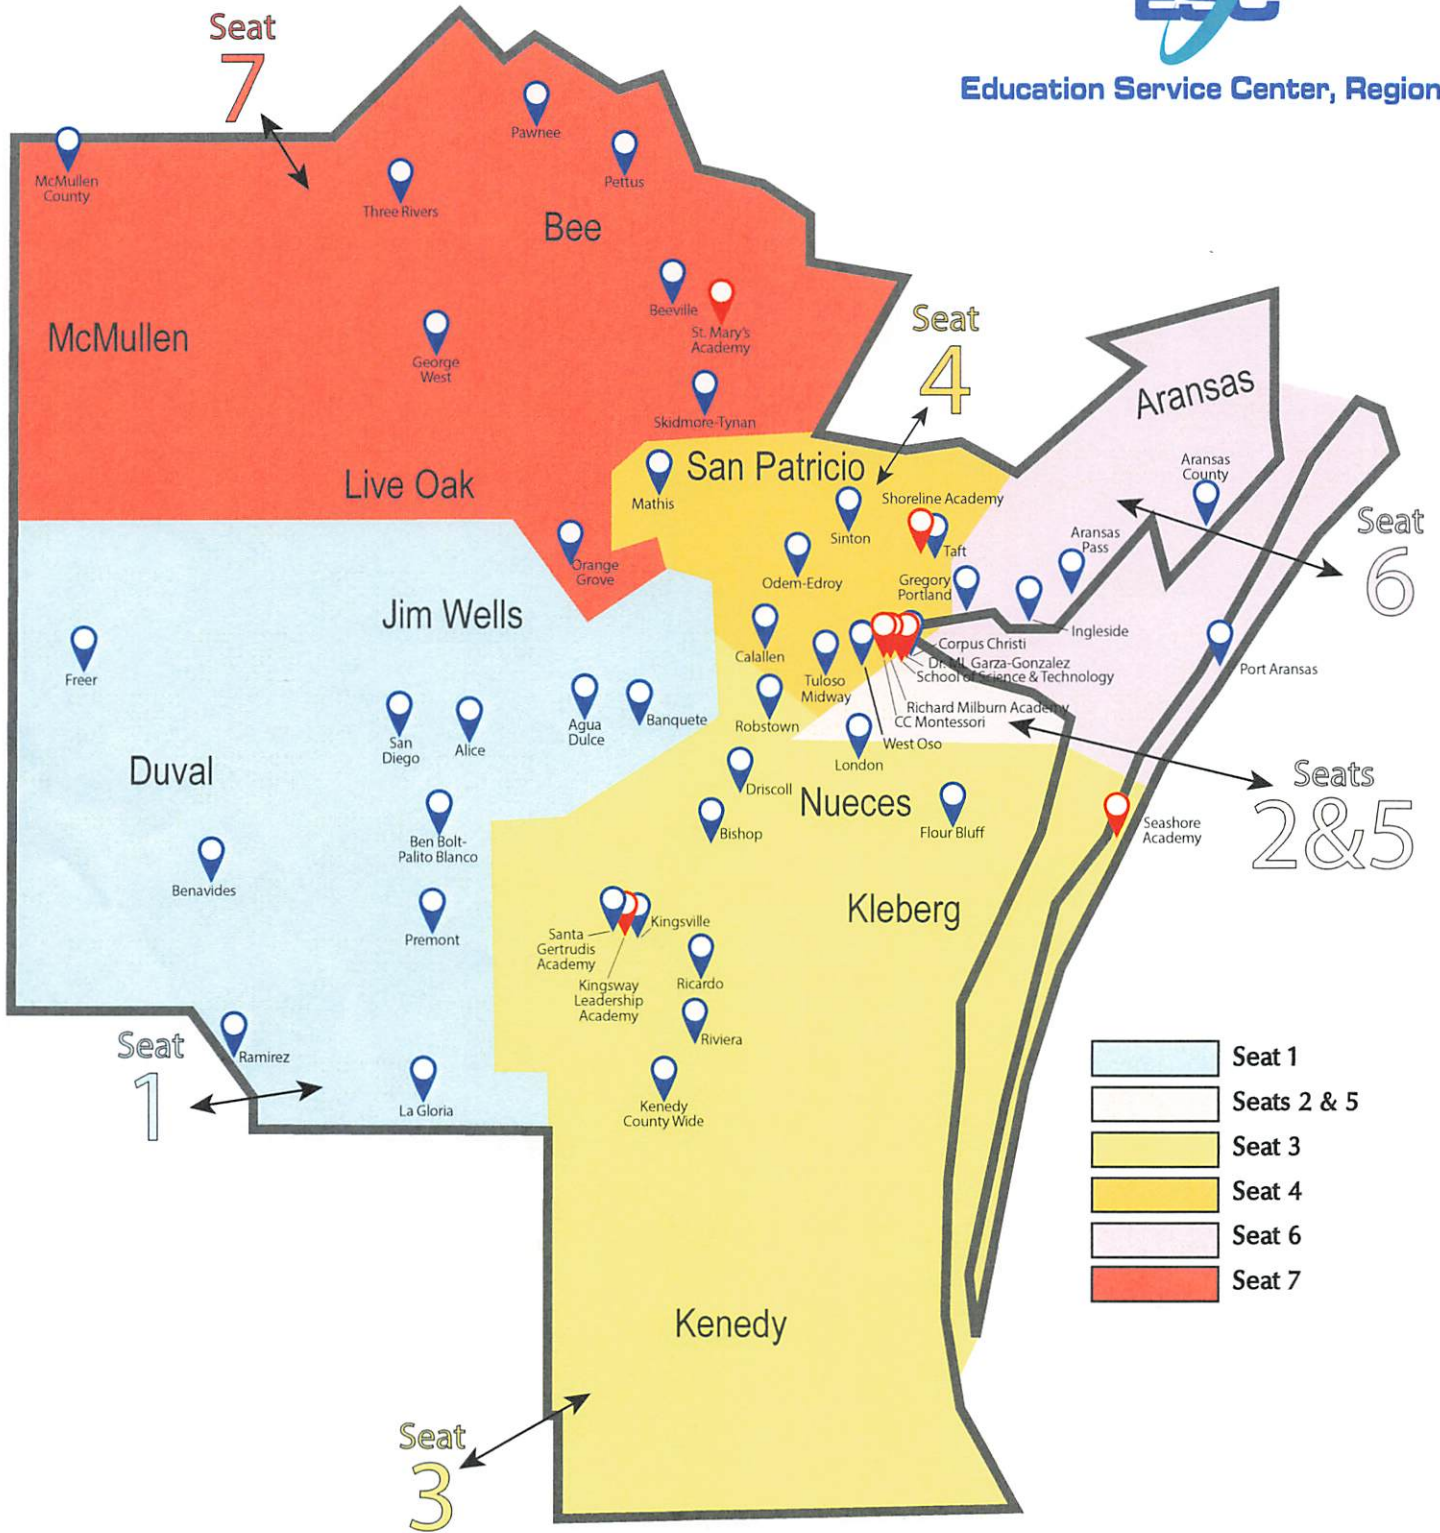 ESC
Education Service Center, Region
Seat
7
Pawnee
McMullen
County
Pettus
Three Rivers
Bee
Beeville
St. Mary's
Academy
McMullen
George
West
Seat
4
Skidmore-Tynan
Aransas
San Patricio
Live Oak
Mathis
Aransas
County
Shoreline Academy
Sinton
Taft
Seat
6
Aransas
Pass
Orange
Grove
Odem-Edroy
Gregory
Portland
Jim Wells
Ingleside
Corpus Christi
Calallen
Dr. ML Garza-Gonzalez
School of Science & Technology
Port Aransas
Freer
Tuloso
Midway
Richard Milburn Academy
CC Montessori
West Oso
Robstown
Banquete
Agua
Dulce
San
Diego
Alice
London
Duval
Seats
2&5
Driscoll
Nueces
Bishop
Flour Bluff
Seashore
Academy
Ben Bolt-
Palito Blanco
Benavides
Kleberg
Premont
Kingsville
Santa
Gertrudis
Academy
Ricardo
Kingsway
Leadership
Academy
Riviera
Seat
1
Ramirez
La Gloria
Kenedy
County Wide
Seat 1
Seats 2 & 5
Seat 3
Seat 4
Seat 6
Seat 7
Kenedy
Seat
3